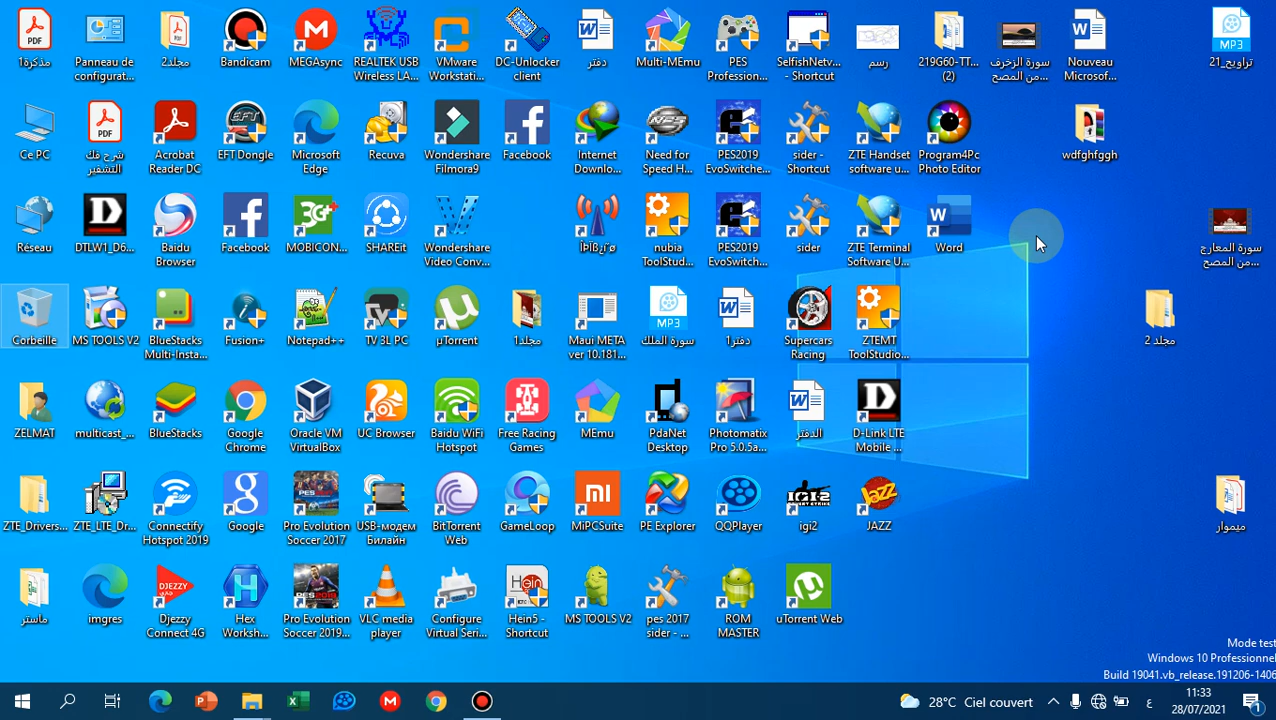 مذكرة1
Panneau de
configurat...
مجلد2
Bandicam
MEGAsync
REALTEK USB
Wireless LA...
VMware
Workstati...
DC-Unlocker
client
دفتر
Multi-MEmu
PES
Profession...
SelfishNetv...
- Shortcut
رسم
219G60-TT...
(2)
سورة الزخرف
من المصح...
Nouveau
Microsof...
MP3
تراويح_21
Ce PC
شرح فك
التشفير
Acrobat
Reader DC
EFT Dongle
Microsoft
Edge
Recuva
Wondershare
Filmora9
Facebook
Internet
Downlo...
Need for
Speed H...
PES2019
EvoSwitche...
sider -
Shortcut
ZTE Handset
software u...
Program4Pc
Photo Editor
wdfghfggh
Réseau
DTLW1_D6...
Baidu
Browser
Facebook
MOBICON...
SHAREit
Wondershare
Video Conv...
nubia
ToolStud...
PES2019
EvoSwitch...
sider
ZTE Terminal
Software U...
Word
سورة المعارج
من المصح...
Corbeille
MS TOOLS V2
BlueStacks
Multi-Insta...
Fusion+
Notepad++
TV 3L PC
µTorrent
مجلد1
Maui META
ver 10.181...
MP3
سورة الملك
دفتر1
Supercars
Racing
ZTEMT
ToolStudio...
مجلد 2
ZELMAT
multicast_...
BlueStacks
Google
Chrome
Oracle VM
VirtualBox
UC Browser
Baidu WiFi
Hotspot
Free Racing
Games
MEmu
PdaNet
Desktop
Photomatix
Pro 5.0.5a...
الدفتر
D-Link LTE
Mobile ...
ZTE_Drivers...
ZTE_LTE_Dr...
Connectify
Hotspot 2019
Google
Pro Evolution
Soccer 2017
USB-модем
Билайн
BitTorrent
Web
GameLoop
MiPCSuite
PE Explorer
QQPlayer
igi2
JAZZ
ميموار
ماستر
imgres
Djezzy
Connect 4G
Hex
Worksh...
Pro Evolution
Soccer 2019...
VLC media
player
Configure
Virtual Seri...
Hein5 -
Shortcut
MS TOOLS V2
pes 2017
sider - ...
ROM
MASTER
uTorrent Web
Mode test
Windows 10 Professionnel
Build 19041.vb_release.191206-1406
28°C Ciel couvert
ع
11:33
28/07/2021